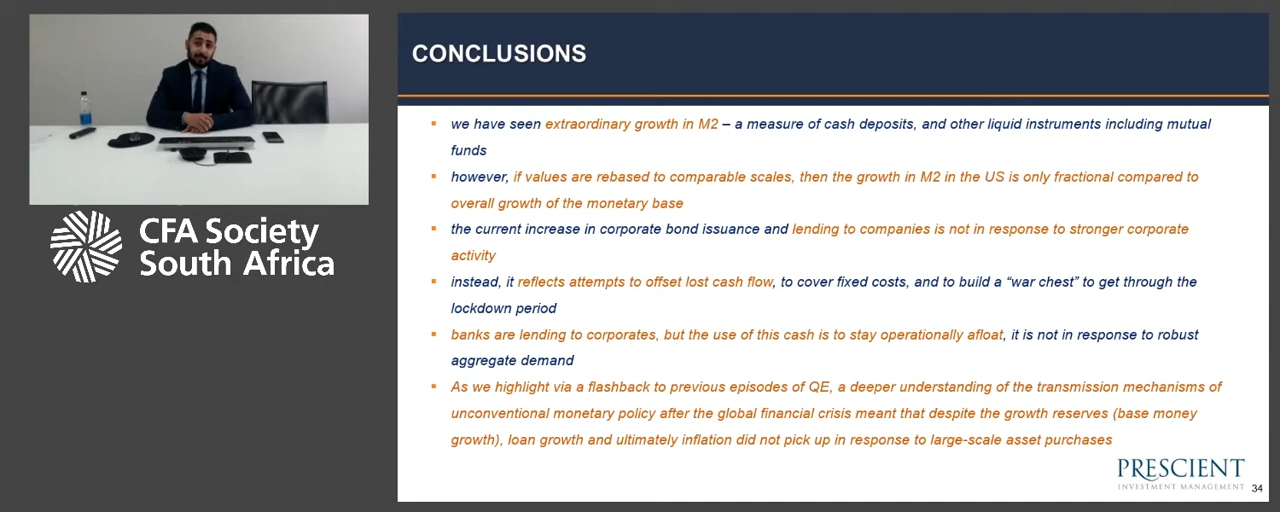 CONCLUSIONS
▪ we have seen extraordinary growth in M2 – a measure of cash deposits, and other liquid instruments including mutual
funds
▪ however, if values are rebased to comparable scales, then the growth in M2 in the US is only fractional compared to
overall growth of the monetary base
▪ the current increase in corporate bond issuance and lending to companies is not in response to stronger corporate
activity
▪ instead, it reflects attempts to offset lost cash flow, to cover fixed costs, and to build a “war chest” to get through the
lockdown period
▪ banks are lending to corporates, but the use of this cash is to stay operationally afloat, it is not in response to robust
aggregate demand
▪ As we highlight via a flashback to previous episodes of QE, a deeper understanding of the transmission mechanisms of
unconventional monetary policy after the global financial crisis meant that despite the growth reserves (base money
growth), loan growth and ultimately inflation did not pick up in response to large-scale asset purchases
CFA Society
South Africa
PRESCIENT
INVESTMENT MANAGEMENT
34